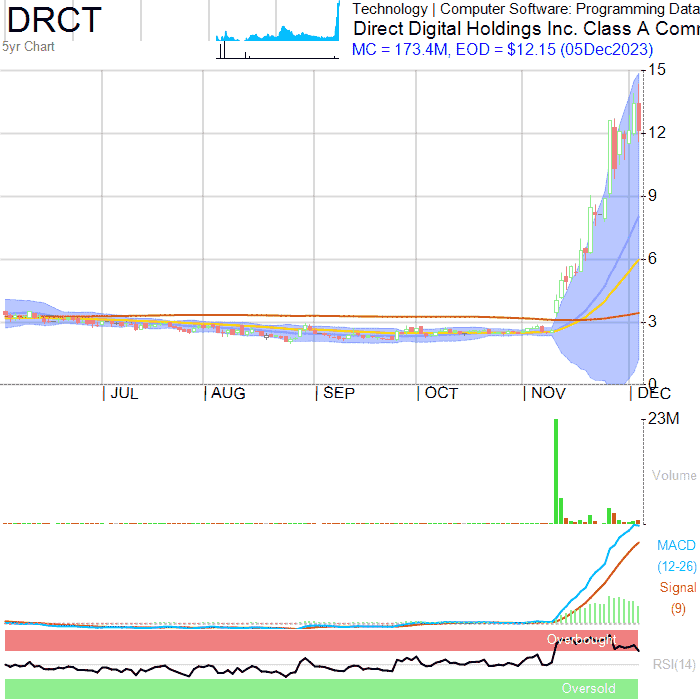 DRCT
5yr Chart
Technology | Computer Software: Programming Data
Direct Digital Holdings Inc. Class A Com
MC = 173.4M, EOD = $12.15 (05Dec2023)
15
12
9
6
3
0
JUL AUG SEP OCT NOV DEC
23M
Volume
MACD
(12-26)
Signal
(9)
Overbought
RSI(14)
Oversold